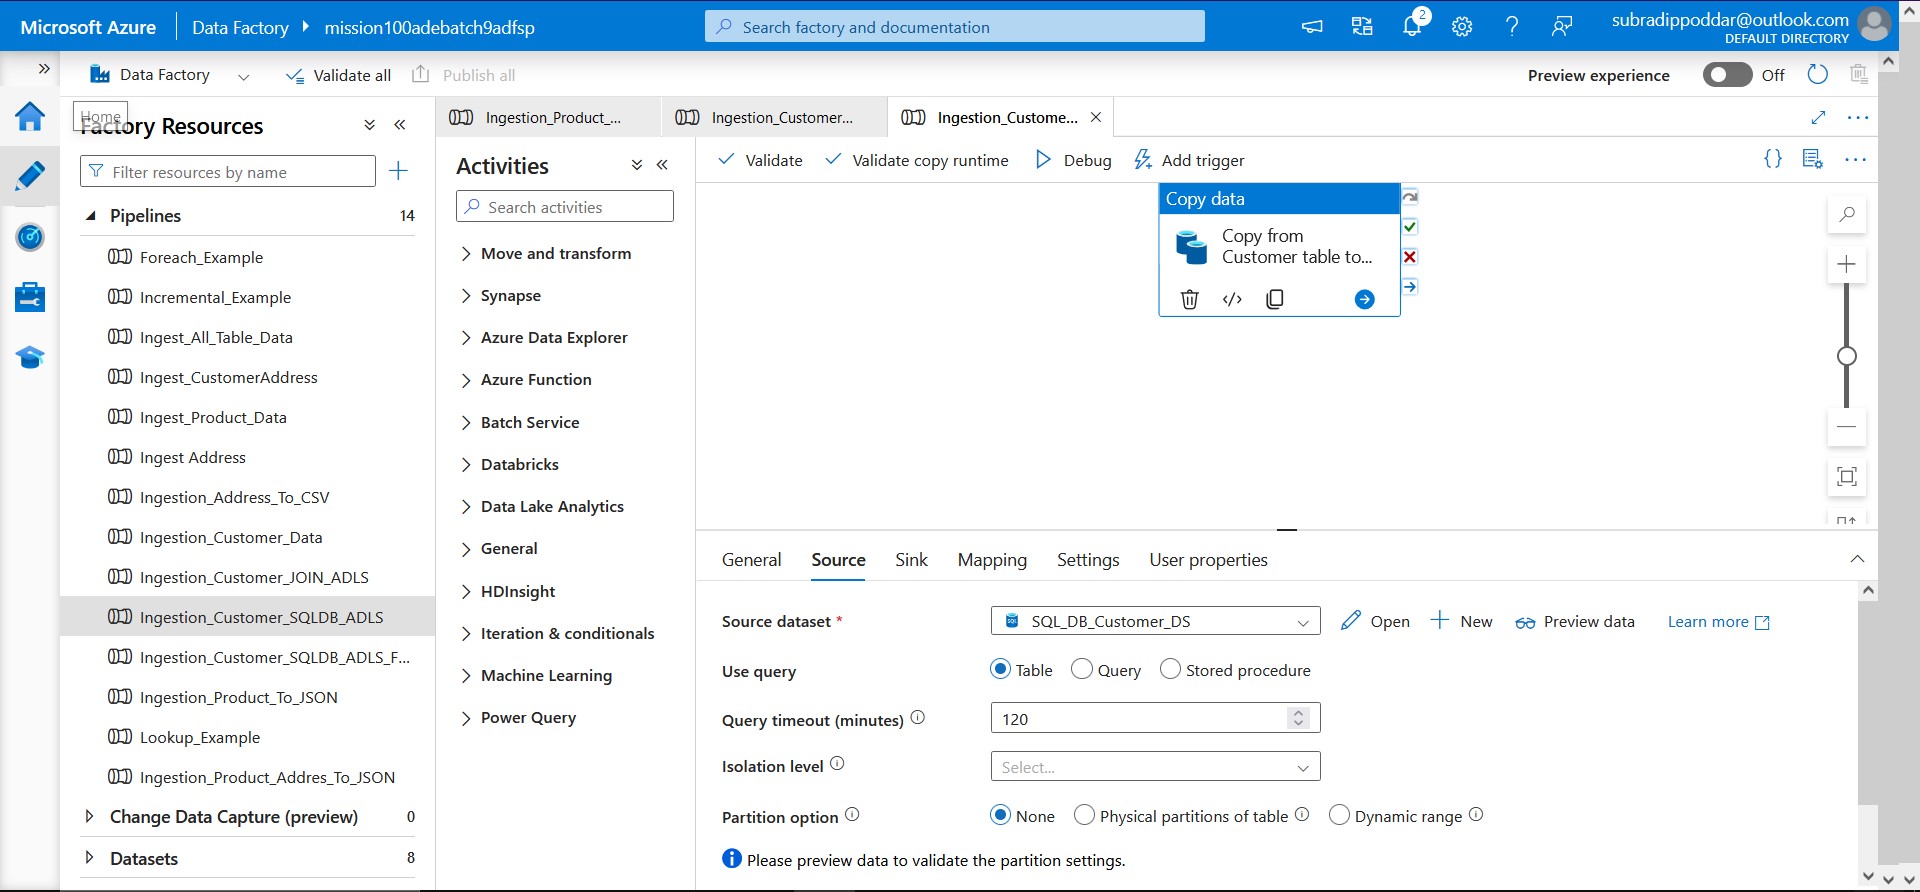 Microsoft Azure
Data Factory
mission100adebatch9adfsp
Search factory and documentation
2
subradippoddar@outlook.com
DEFAULT DIRECTORY
Data Factory
Validate all
Publish all
Preview experience
Off
Home
Factory Resources
Filter resources by name
Pipelines
14
Foreach_Example
Incremental_Example
Ingest_All_Table_Data
Ingest_CustomerAddress
Ingest_Product_Data
Ingest Address
Ingestion_Address_To_CSV
Ingestion_Customer_Data
Ingestion_Customer_JOIN_ADLS
Ingestion_Customer_SQLDB_ADLS
Ingestion_Customer_SQLDB_ADLS_F...
Ingestion_Product_To_JSON
Lookup_Example
Ingestion_Product_Addres_To_JSON
Change Data Capture (preview)
0
Datasets
8
Ingestion_Product_...
Ingestion_Customer...
Ingestion_Custome...
Activities
Search activities
Move and transform
Synapse
Azure Data Explorer
Azure Function
Batch Service
Databricks
Data Lake Analytics
General
HDInsight
Iteration & conditionals
Machine Learning
Power Query
Validate
Validate copy runtime
Debug
Add trigger
Copy data
Copy from
Customer table to...
General
Source
Sink
Mapping
Settings
User properties
Source dataset *
SQL_DB_Customer_DS
Open
New
Preview data
Learn more
Use query
Table
Query
Stored procedure
Query timeout (minutes)
120
Isolation level
Select...
Partition option
None
Physical partitions of table
Dynamic range
Please preview data to validate the partition settings.